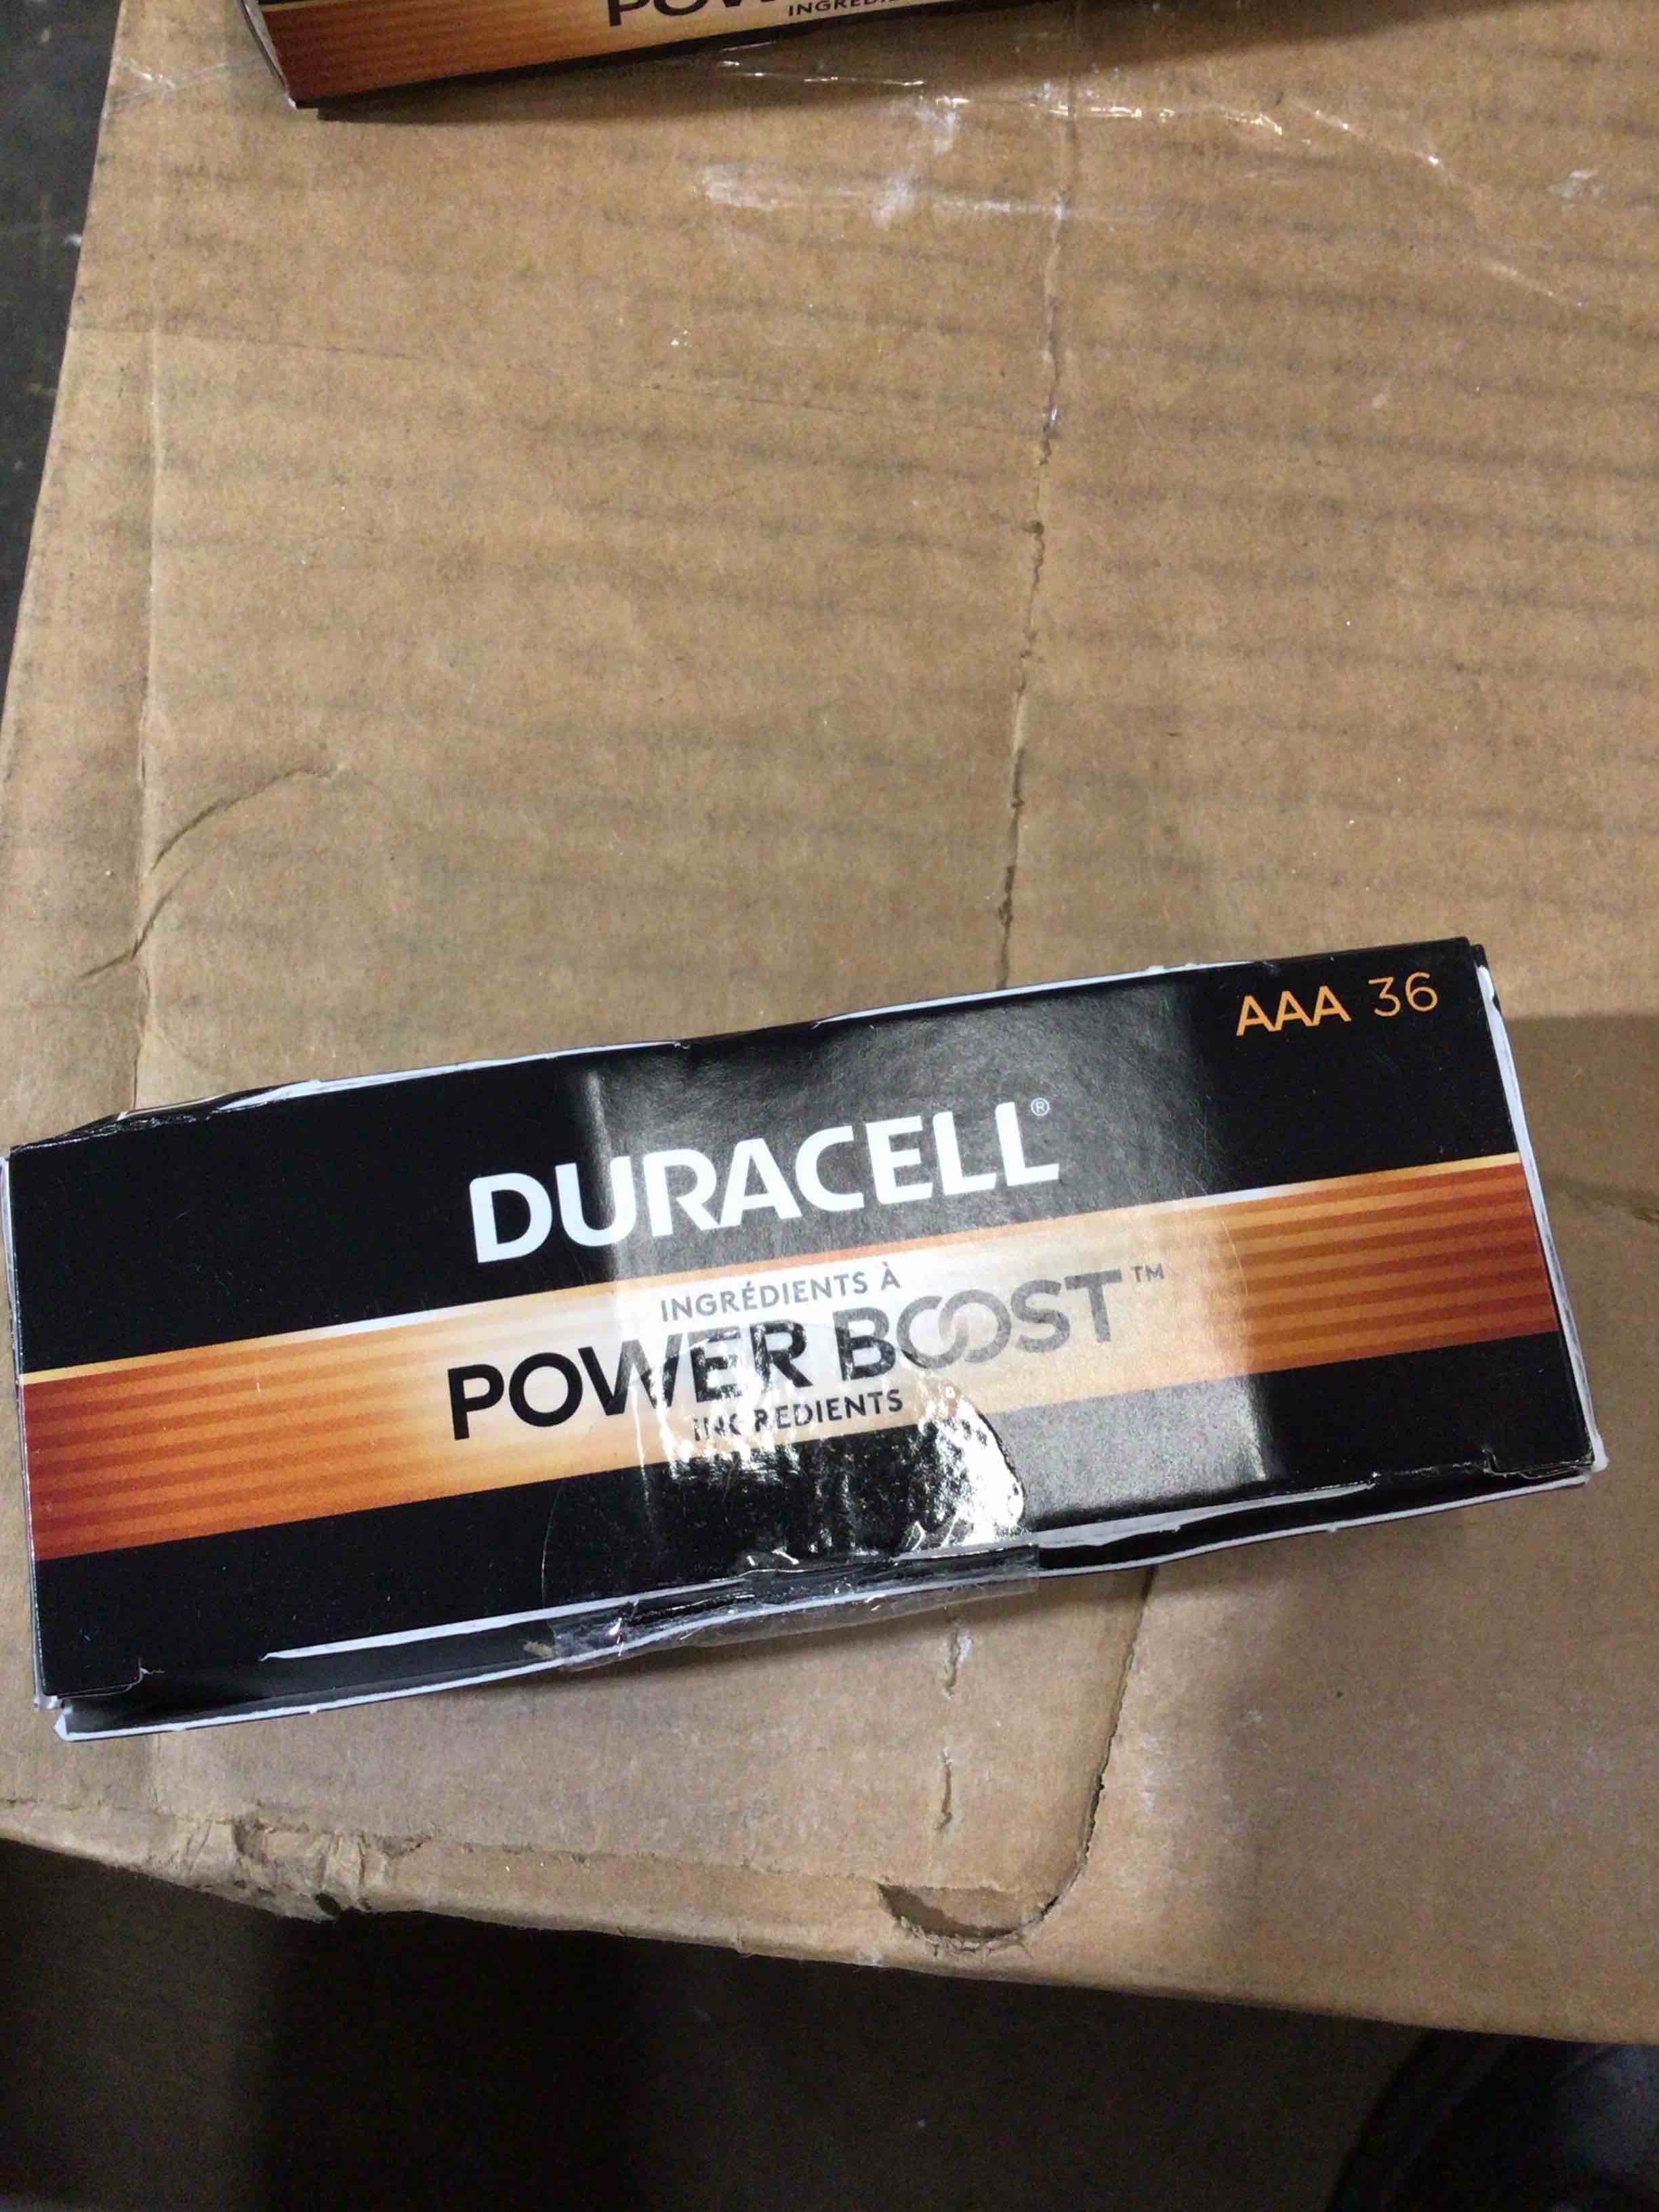 AAA 36
DURACELL®
INGRÉDIENTS À
POWER BOOST™
INGREDIENTS